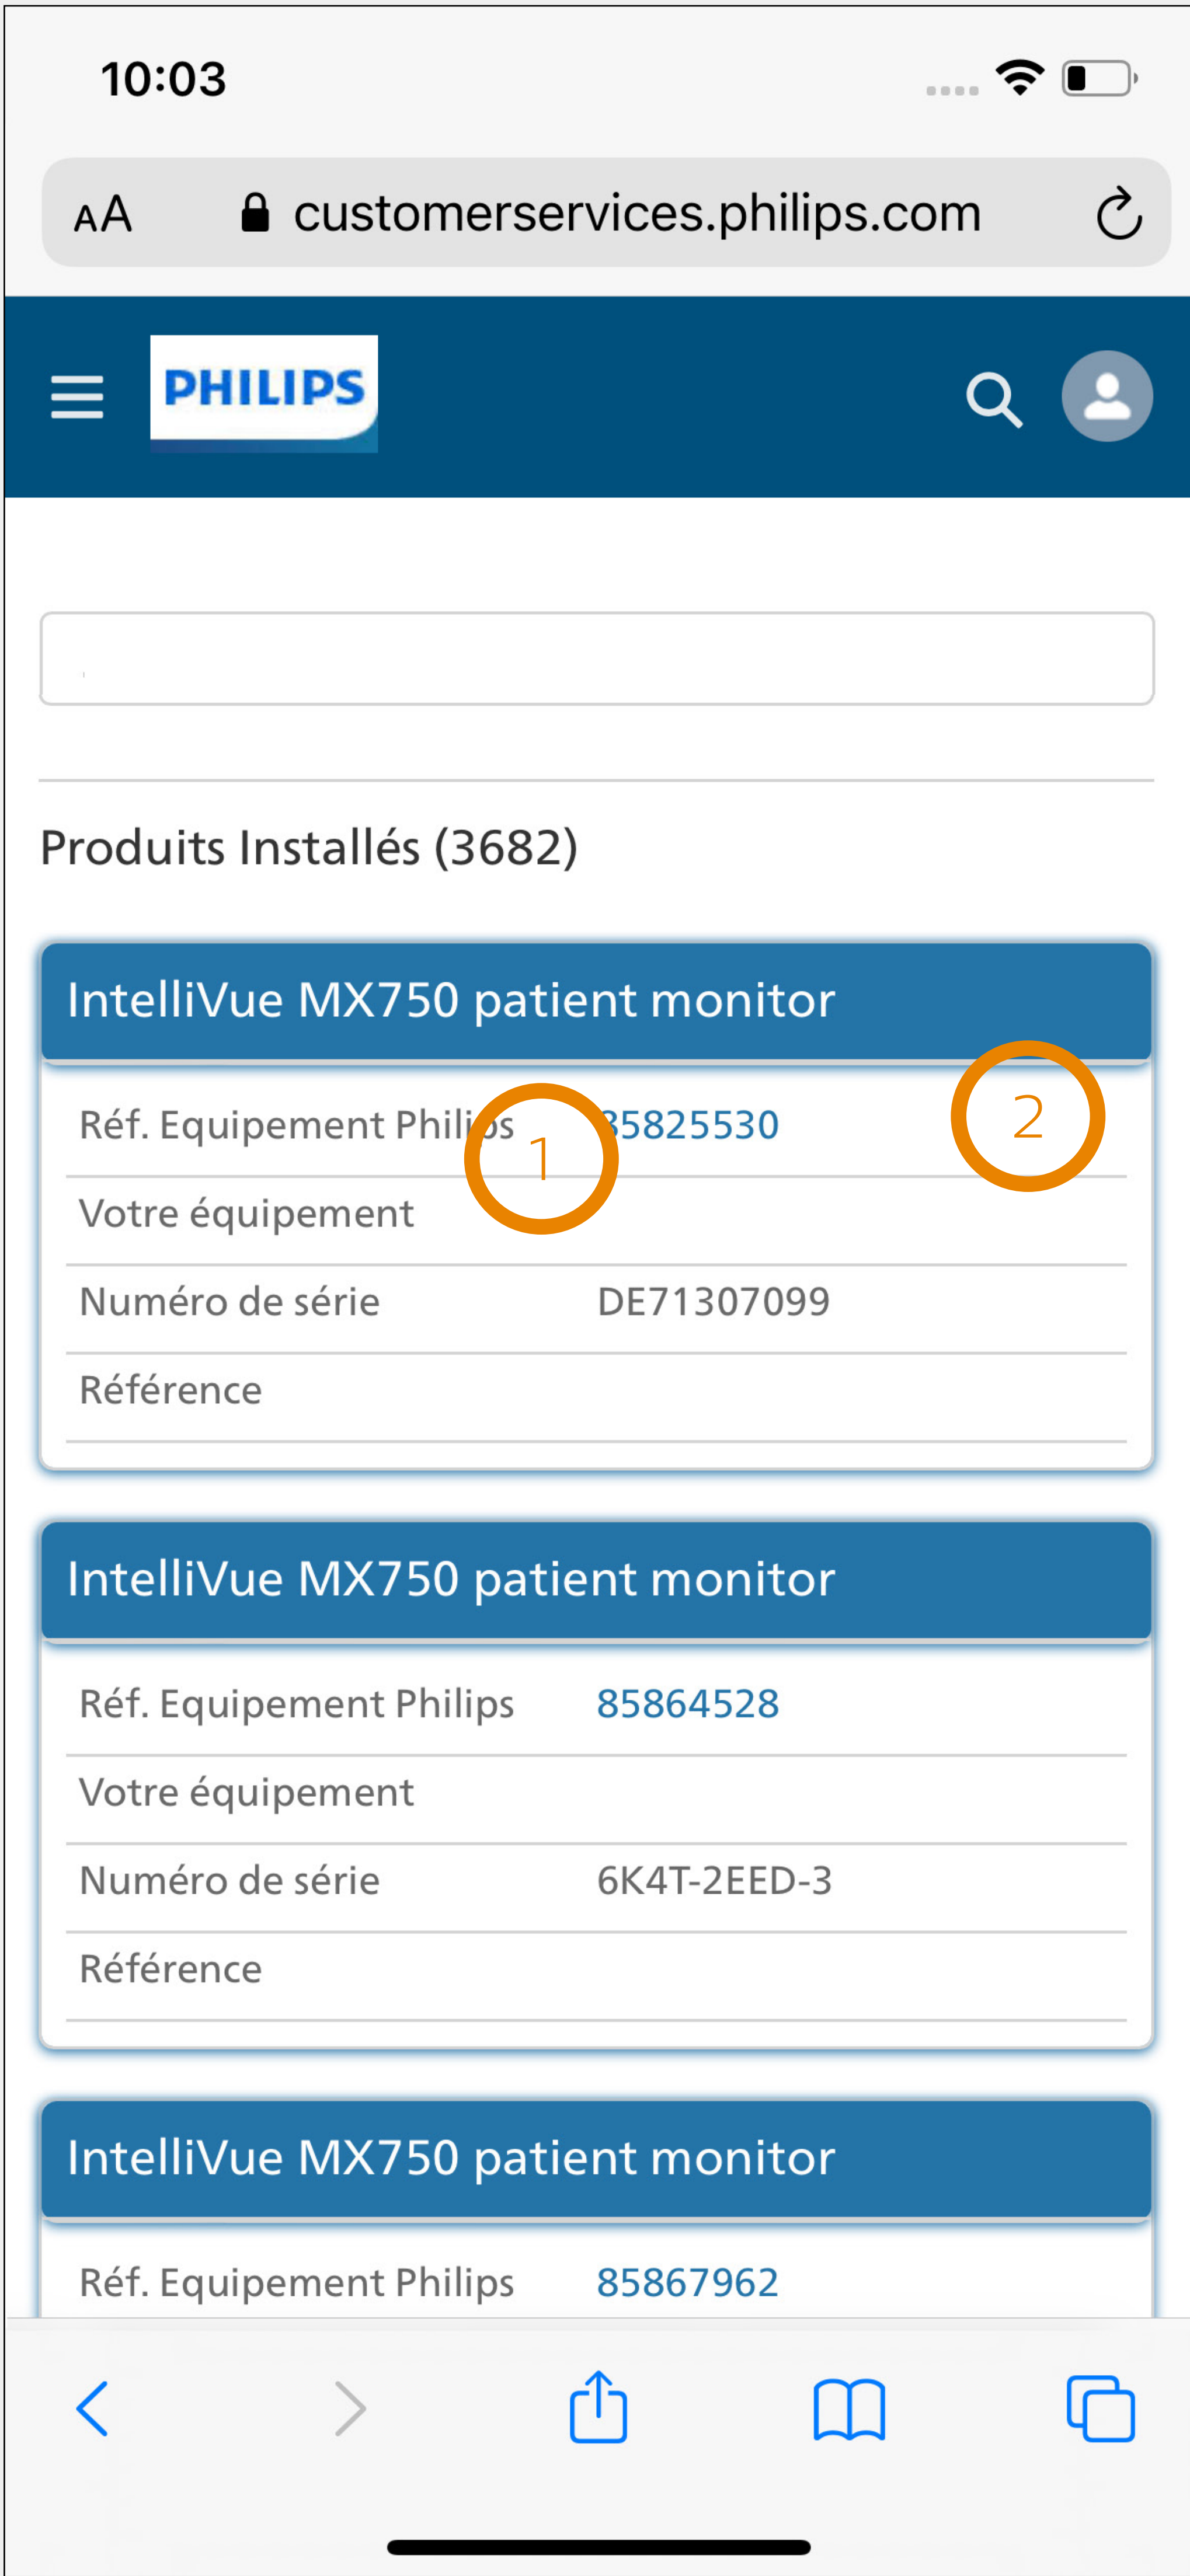 10:03
AA customerservices.philips.com
PHILIPS
Produits Installés (3682)
IntelliVue MX750 patient monitor
Réf. Equipement Philips 85825530
1
2
Votre équipement
Numéro de série DE71307099
Référence
IntelliVue MX750 patient monitor
Réf. Equipement Philips 85864528
Votre équipement
Numéro de série 6K4T-2EED-3
Référence
IntelliVue MX750 patient monitor
Réf. Equipement Philips 85867962